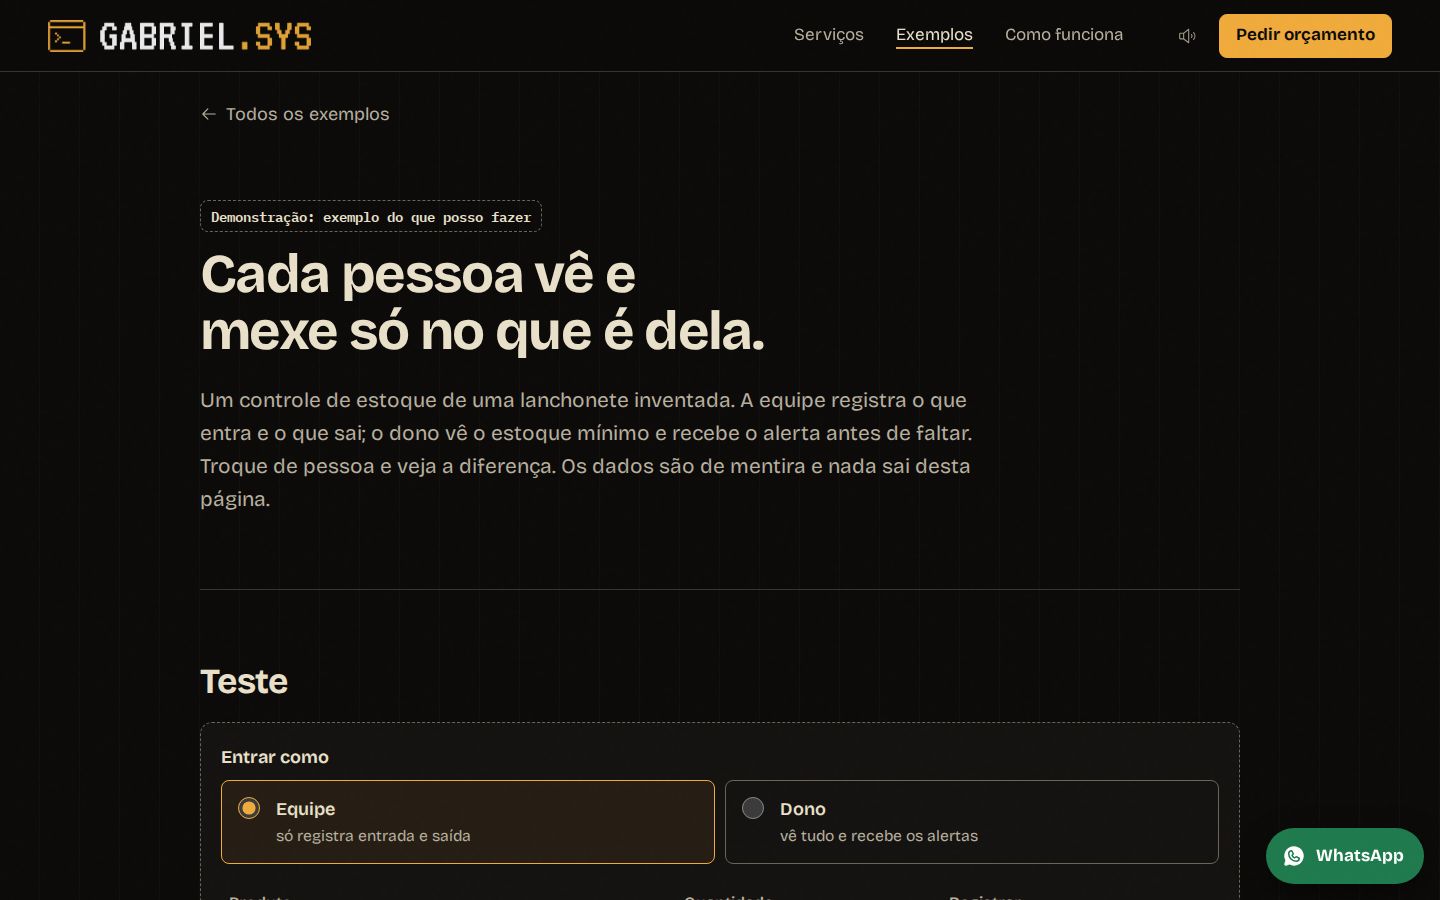 GABRIEL.SYS
Serviços
Exemplos
Como funciona
Pedir orçamento
Todos os exemplos
Demonstração: exemplo do que posso fazer
Cada pessoa vê e
mexe só no que é dela.
Um controle de estoque de uma lanchonete inventada. A equipe registra o que
entra e o que sai; o dono vê o estoque mínimo e recebe o alerta antes de faltar.
Troque de pessoa e veja a diferença. Os dados são de mentira e nada sai desta
página.
Teste
Entrar como
Equipe
só registra entrada e saída
Dono
vê tudo e recebe os alertas
WhatsApp